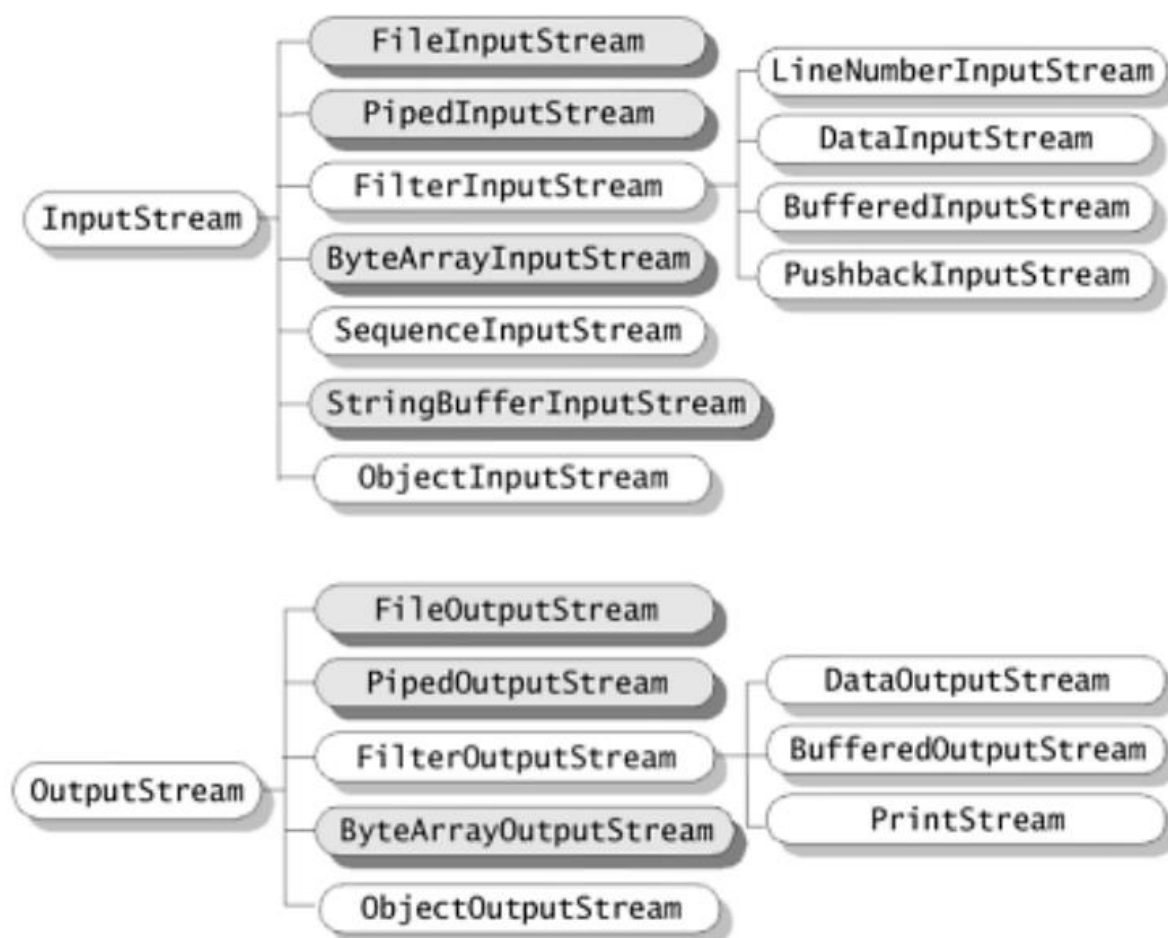 FileInputStream
LineNumberInputStream
PipedInputStream
DataInputStream
FilterInputStream
InputStream
BufferedInputStream
ByteArrayInputStream
PushbackInputStream
SequenceInputStream
StringBufferInputStream
ObjectInputStream
FileOutputStream
PipedOutputStream
DataOutputStream
FilterOutputStream
BufferedOutputStream
OutputStream
ByteArrayOutputStream
PrintStream
ObjectOutputStream